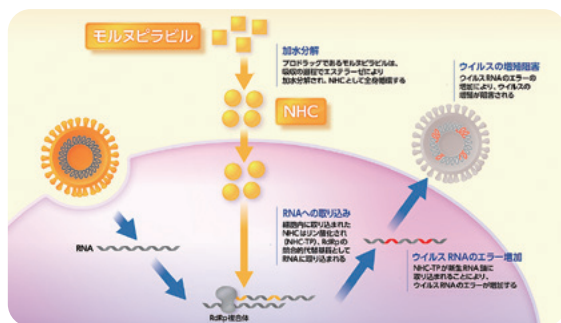 モルヌピラビル
加水分解
プロドラッグであるモルヌピラビルは、
吸収の過程でエステラーゼにより
加水分解され、NHCとして全身循環する
NHC
ウイルスの増殖阻害
ウイルスRNAのエラーの
増加により、ウイルスの
増殖が阻害される
RNA
RNAへの取り込み
細胞内に取り込まれた
NHCはリン酸化され
(NHC-TP)、RdRpの
競合的代替基質として
RNAに取り込まれる
ウイルスRNAのエラー増加
NHC-TPが新生RNA鎖に
取り込まれることにより、
ウイルスRNAのエラーが増加する
RdRp複合体